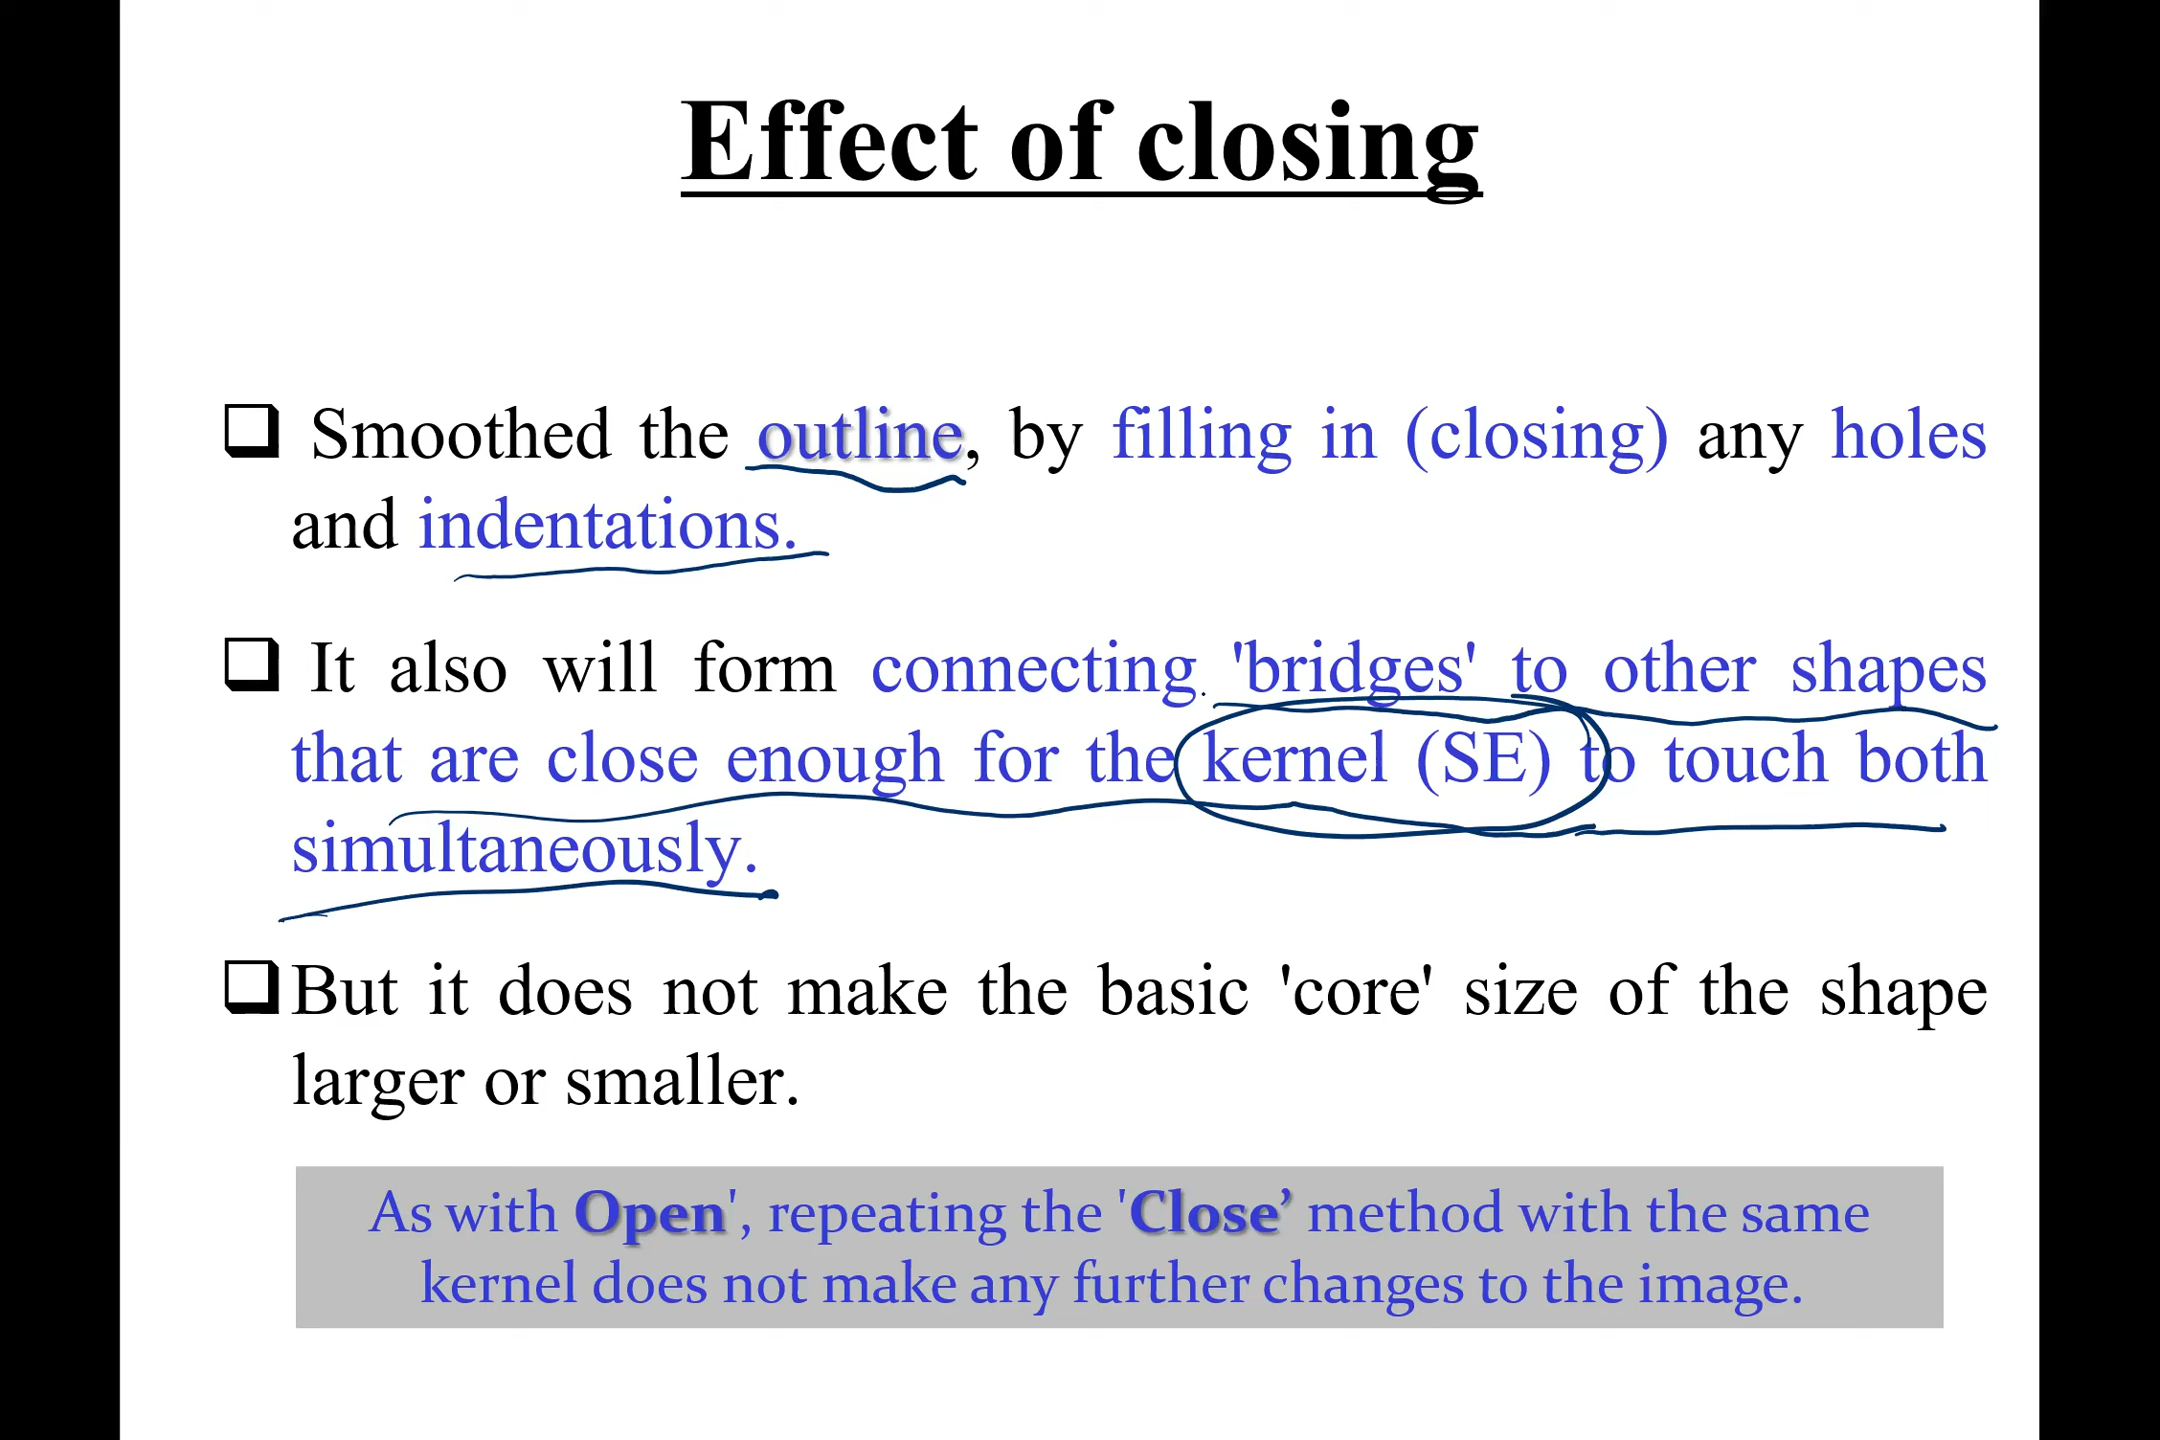 Effect of closing
❑ Smoothed the outline, by filling in (closing) any holes
and indentations.
❑ It also will form connecting 'bridges' to other shapes
that are close enough for the kernel (SE) to touch both
simultaneously.
❑ But it does not make the basic 'core' size of the shape
larger or smaller.
As with Open', repeating the 'Close’ method with the same
kernel does not make any further changes to the image.